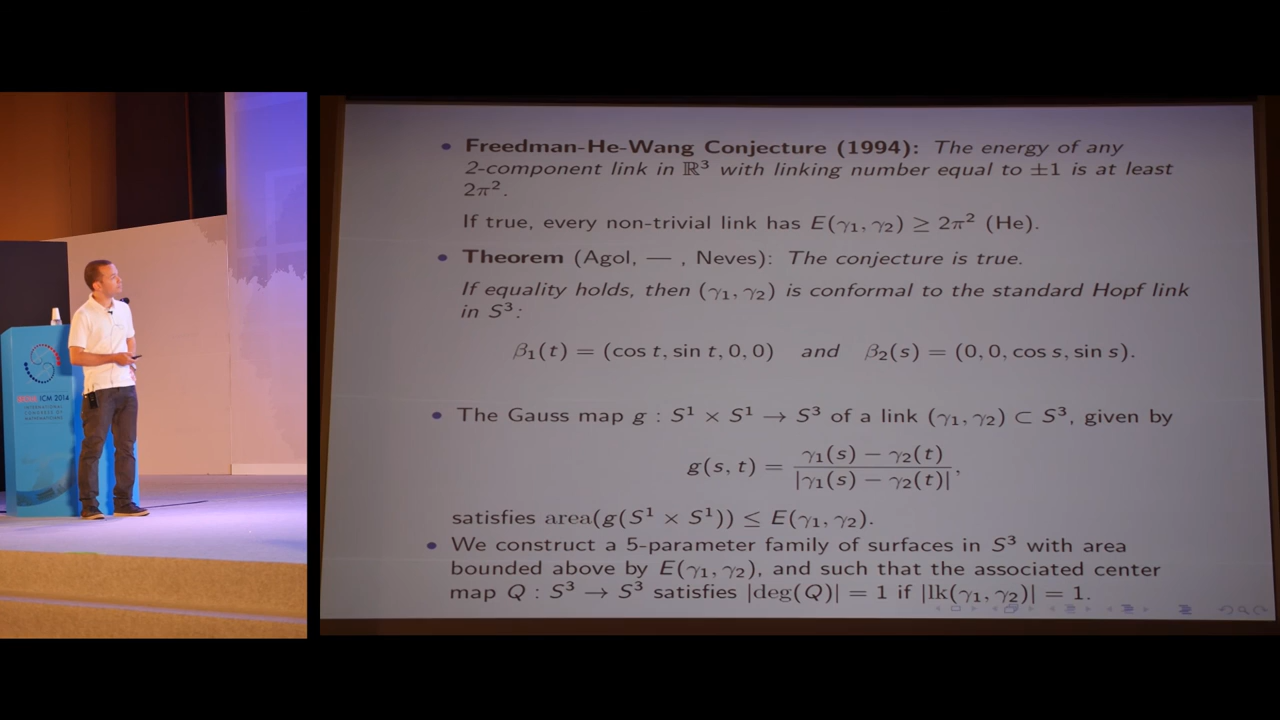 • Freedman-He-Wang Conjecture (1994): The energy of any
2-component link in ℝ³ with linking number equal to ±1 is at least
2π².
If true, every non-trivial link has E(γ₁, γ₂) ≥ 2π² (He).
• Theorem (Agol, — , Neves): The conjecture is true.
If equality holds, then (γ₁, γ₂) is conformal to the standard Hopf link
in S³:
β₁(t) = (cos t, sin t, 0, 0) and β₂(s) = (0, 0, cos s, sin s).
• The Gauss map g : S¹ × S¹ → S³ of a link (γ₁, γ₂) ⊂ S³, given by
g(s, t) = (γ₁(s) − γ₂(t)) / |γ₁(s) − γ₂(t)|,
satisfies area(g(S¹ × S¹)) ≤ E(γ₁, γ₂).
• We construct a 5-parameter family of surfaces in S³ with area
bounded above by E(γ₁, γ₂), and such that the associated center
map Q : S³ → S³ satisfies |deg(Q)| = 1 if |lk(γ₁, γ₂)| = 1.
ICM 2014
INTERNATIONAL
CONGRESS OF
MATHEMATICIANS